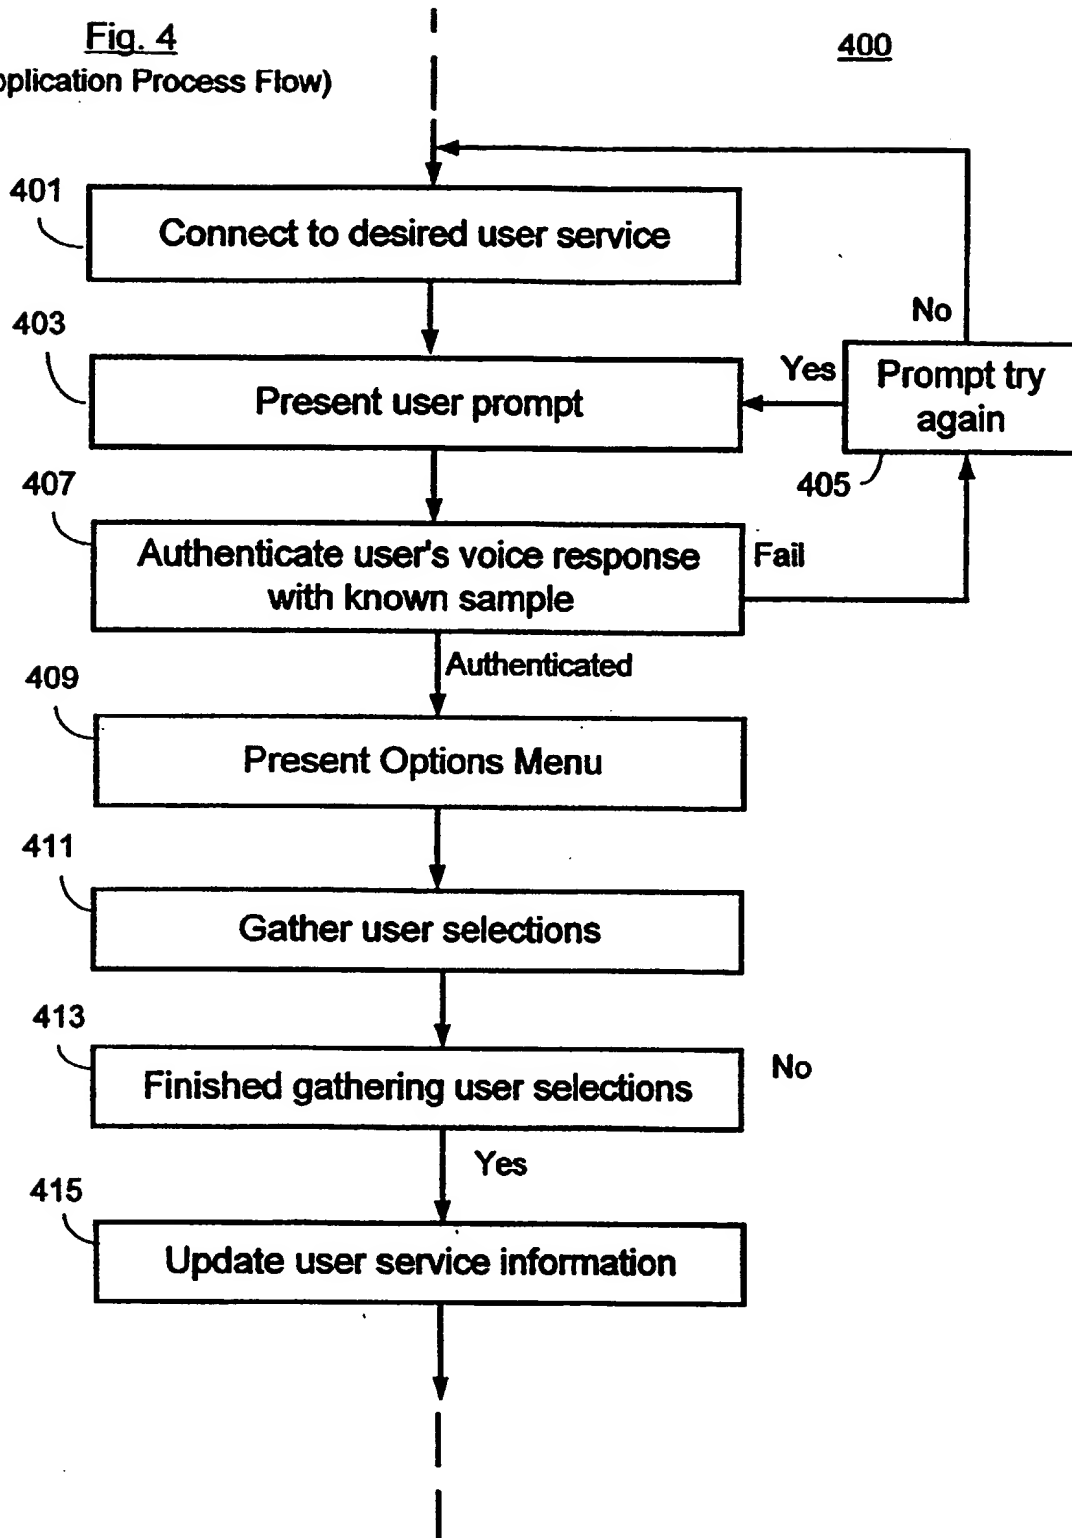 Fig. 4
pplication Process Flow)
400
401
Connect to desired user service
403
No
Present user prompt
Yes
Prompt try
again
405
407
Authenticate user's voice response
with known sample
Fail
Authenticated
409
Present Options Menu
411
Gather user selections
413
Finished gathering user selections
No
Yes
415
Update user service information